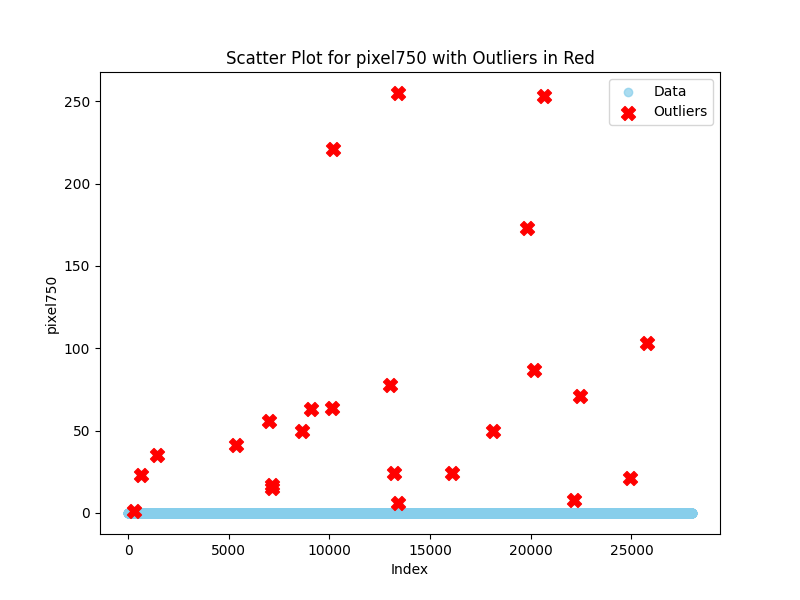 Scatter Plot for pixel750 with Outliers in Red
Data
Outliers
250
200
150
100
50
0
pixel750
0 5000 10000 15000 20000 25000
Index